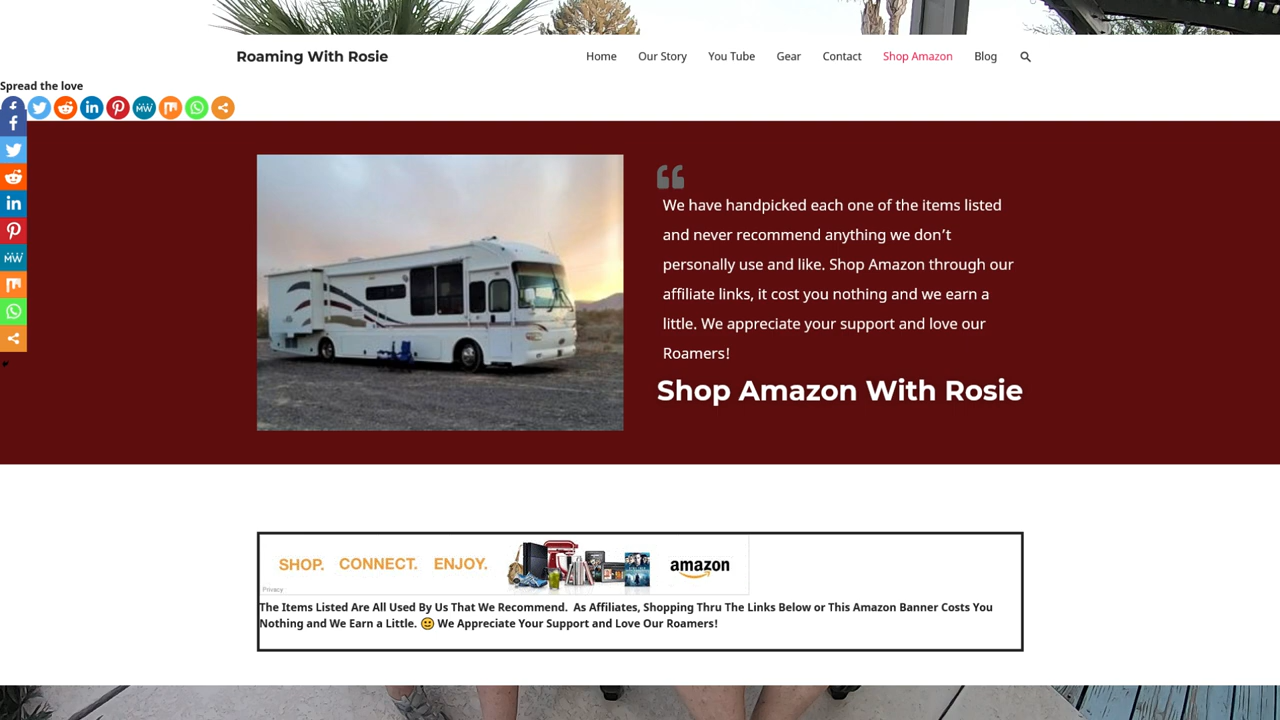 Roaming With Rosie
Home Our Story You Tube Gear Contact Shop Amazon Blog
Spread the love
We have handpicked each one of the items listed
and never recommend anything we don’t
personally use and like. Shop Amazon through our
affiliate links, it cost you nothing and we earn a
little. We appreciate your support and love our
Roamers!
Shop Amazon With Rosie
SHOP. CONNECT. ENJOY. amazon
Privacy
The Items Listed Are All Used By Us That We Recommend. As Affiliates, Shopping Thru The Links Below or This Amazon Banner Costs You
Nothing and We Earn a Little. 🙂 We Appreciate Your Support and Love Our Roamers!